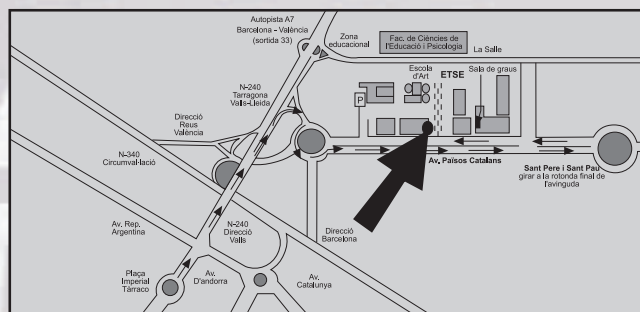 Autopista A7
Barcelona - València
(sortida 33)
Zona
educacional
Fac. de Ciències de
l'Educació i Psicologia
La Salle
N-240
Tarragona
Valls-Lleida
Escola
d'Art
ETSE
Sala de graus
P
Direcció
Reus
València
N-340
Circumval·lació
Av. Països Catalans
Sant Pere i Sant Pau
girar a la rotonda final de
l'avinguda
Av. Rep.
Argentina
N-240
Direcció
Valls
Direcció
Barcelona
Plaça
Imperial
Tàrraco
Av.
D'andorra
Av.
Catalunya